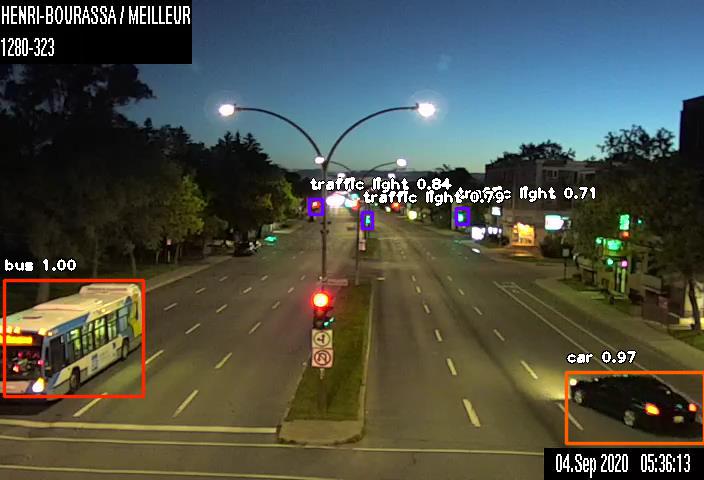 HENRI-BOURASSA / MEILLEUR
1280-323
traffic light 0.84
traffic light 0.79
traffic light 0.71
bus 1.00
car 0.97
04.Sep 2020 05:36:13